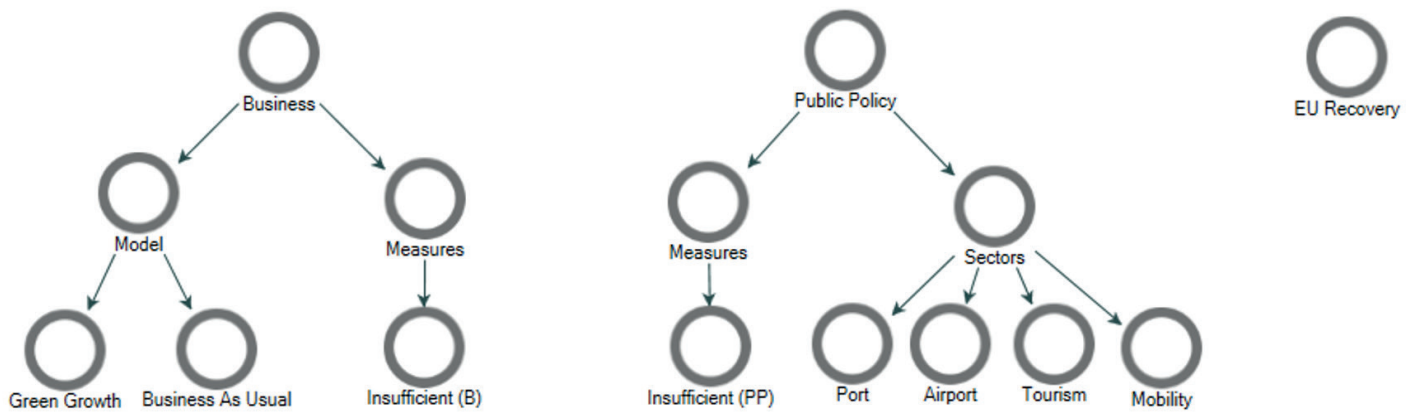 Business
Public Policy
EU Recovery
Model
Measures
Measures
Sectors
Green Growth
Business As Usual
Insufficient (B)
Insufficient (PP)
Port
Airport
Tourism
Mobility